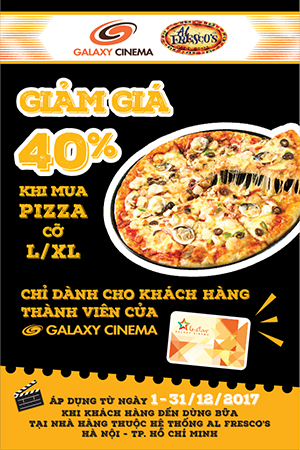 GALAXY CINEMA
AL FRESCO'S
GIẢM GIÁ
40%
KHI MUA
PIZZA
CỠ
L/XL
CHỈ DÀNH CHO KHÁCH HÀNG
THÀNH VIÊN CỦA
GALAXY CINEMA
ÁP DỤNG TỪ NGÀY 1-31/12/2017
KHI KHÁCH HÀNG ĐẾN DÙNG BỮA
TẠI NHÀ HÀNG THUỘC HỆ THỐNG AL FRESCO'S
HÀ NỘI - TP. HỒ CHÍ MINH